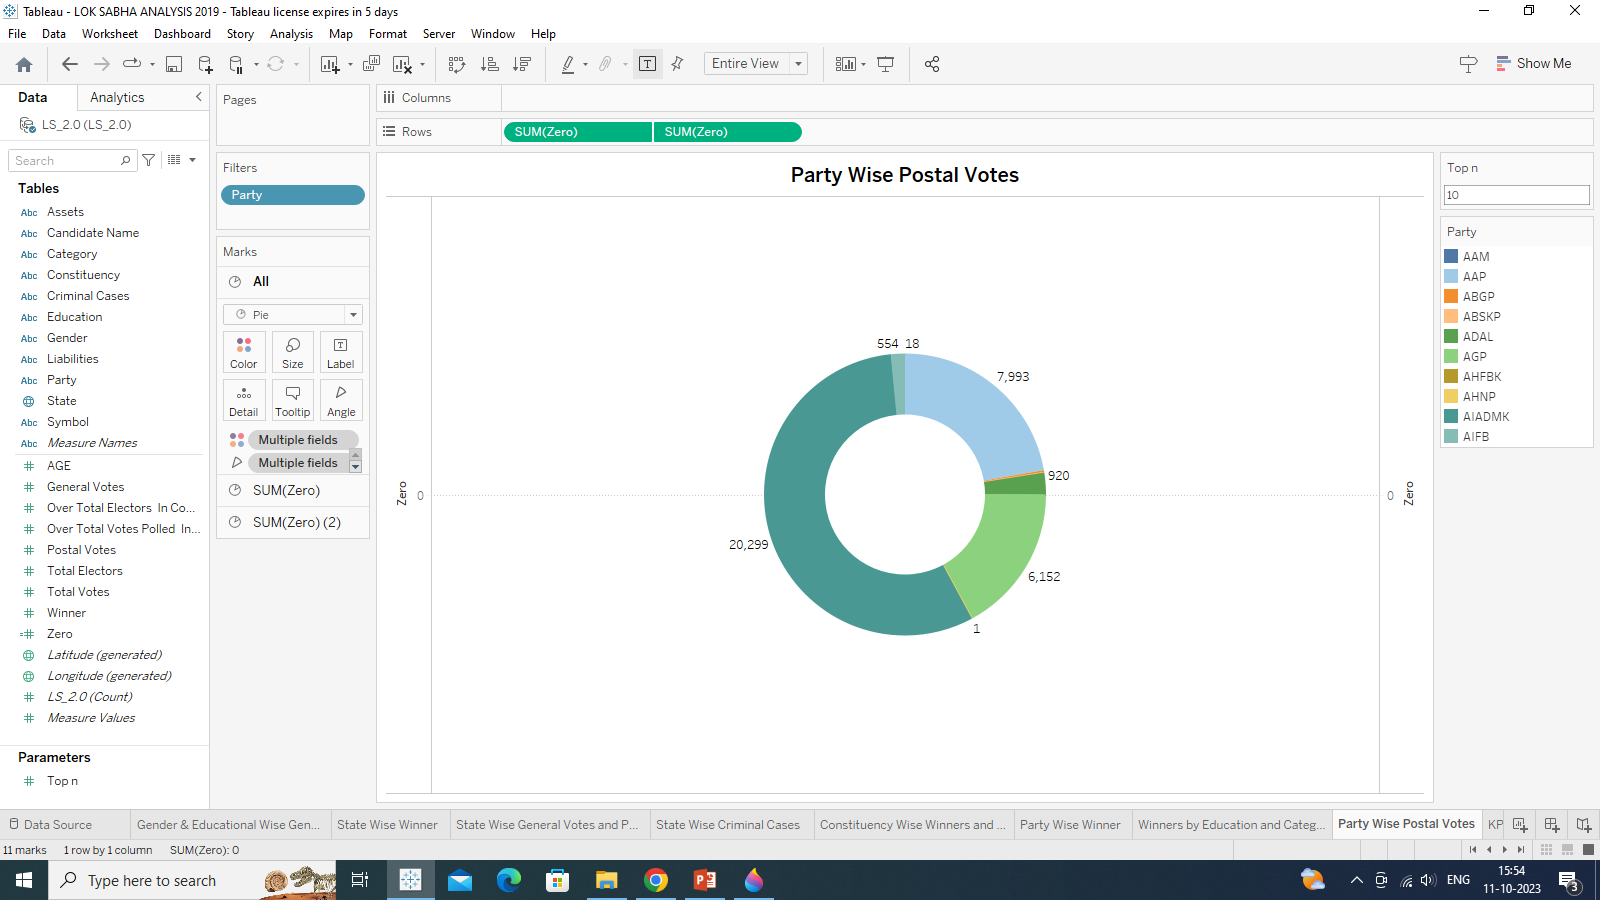 Tableau - LOK SABHA ANALYSIS 2019 - Tableau license expires in 5 days
File Data Worksheet Dashboard Story Analysis Map Format Server Window Help
Entire View
Show Me
Data Analytics
LS_2.0 (LS_2.0)
Search
Tables
Abc Assets
Abc Candidate Name
Abc Category
Abc Constituency
Abc Criminal Cases
Abc Education
Abc Gender
Abc Liabilities
Abc Party
State
Abc Symbol
Abc Measure Names
# AGE
# General Votes
# Over Total Electors In Co...
# Over Total Votes Polled In...
# Postal Votes
# Total Electors
# Total Votes
# Winner
=# Zero
Latitude (generated)
Longitude (generated)
# LS_2.0 (Count)
# Measure Values
Parameters
# Top n
Pages
Filters
Party
Marks
All
Pie
Color Size Label
Detail Tooltip Angle
Multiple fields
Multiple fields
SUM(Zero)
SUM(Zero) (2)
Columns
Rows SUM(Zero) SUM(Zero)
Party Wise Postal Votes
554 18
7,993
920
Zero 0
0 Zero
20,299
6,152
1
Top n
10
Party
AAM
AAP
ABGP
ABSKP
ADAL
AGP
AHFBK
AHNP
AIADMK
AIFB
Data Source Gender & Educational Wise Gen... State Wise Winner State Wise General Votes and P... State Wise Criminal Cases Constituency Wise Winners and ... Party Wise Winner Winners by Education and Categ... Party Wise Postal Votes KP
11 marks 1 row by 1 column SUM(Zero): 0
Type here to search
ENG
15:54
11-10-2023
3